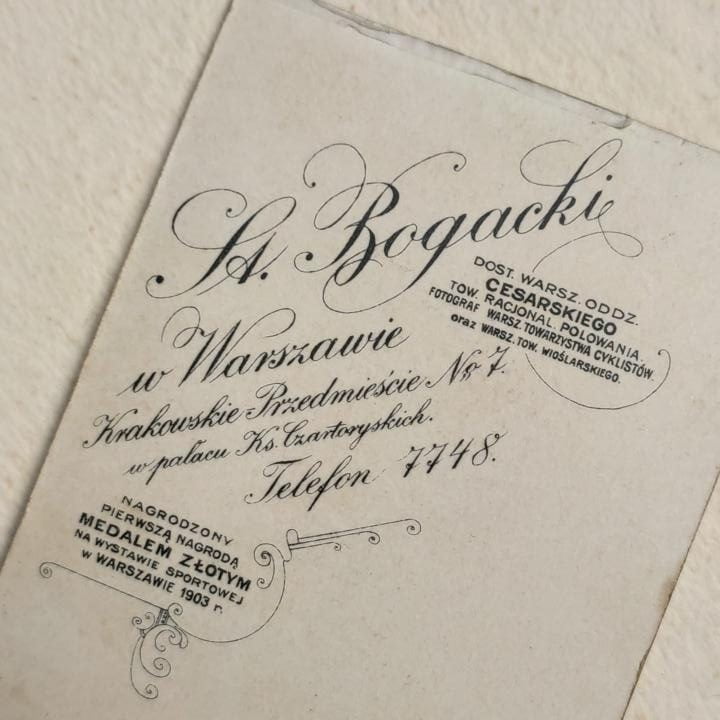 St. Bogacki
DOST. WARSZ. ODDZ.
CESARSKIEGO
TOW. RACJONAL. POLOWANIA.
FOTOGRAF WARSZ. TOWARZYSTWA CYKLISTÓW.
oraz WARSZ. TOW. WIOŚLARSKIEGO.
w Warszawie
Krakowskie-Przedmieście No 7.
w pałacu Ks. Czartoryskich.
Telefon 7748.
NAGRODZONY
PIERWSZĄ NAGRODĄ
MEDALEM ZŁOTYM
NA WYSTAWIE SPORTOWEJ
w WARSZAWIE 1903 r.